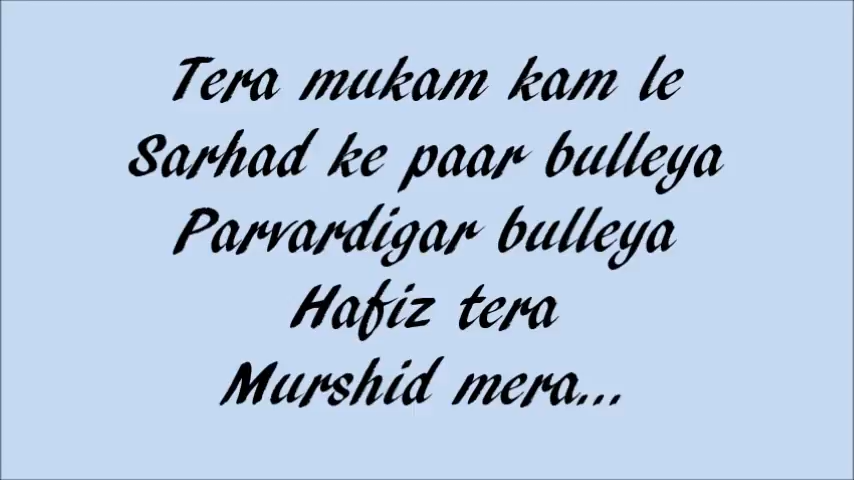 Tera mukam kam le
Sarhad ke paar bulleya
Parvardigar bulleya
Hafiz tera
Murshid mera...